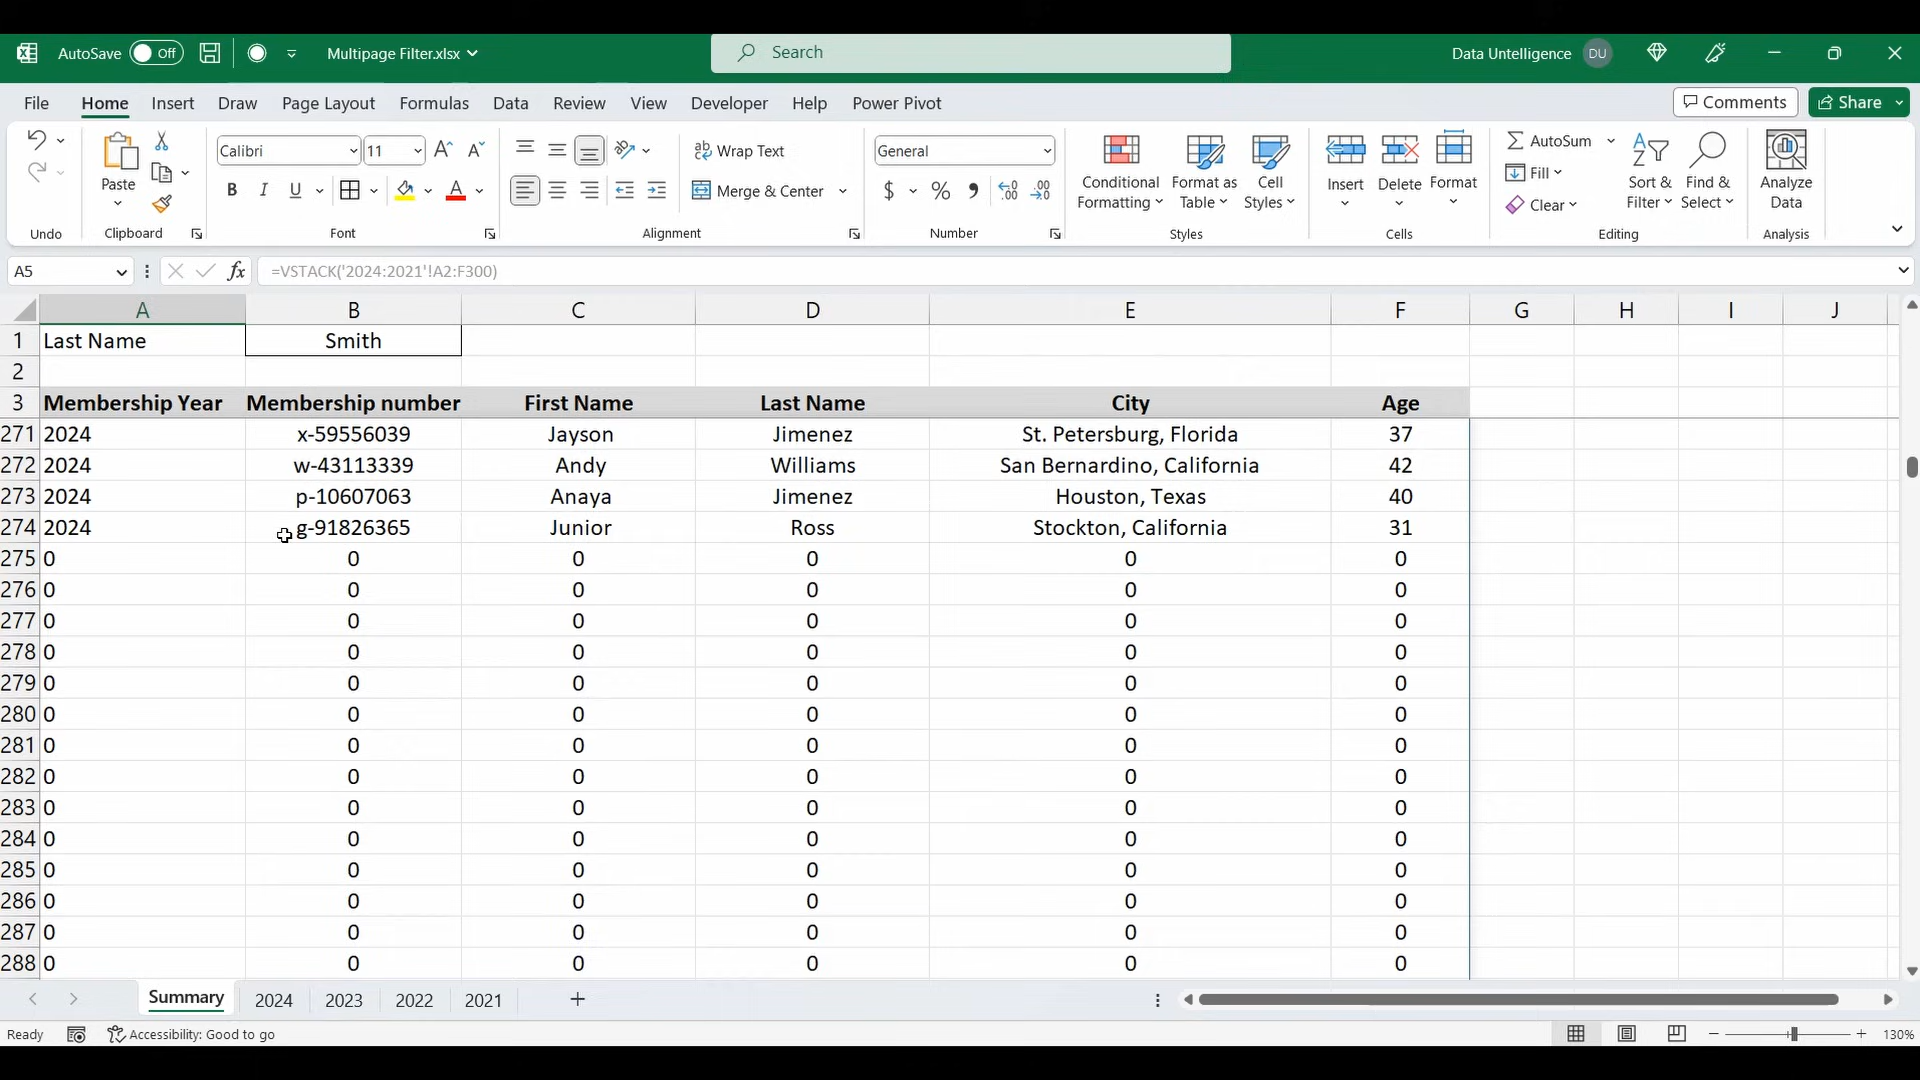 AutoSave Off Multipage Filter.xlsx Search Data Untelligence DU
File Home Insert Draw Page Layout Formulas Data Review View Developer Help Power Pivot Comments Share
Paste Calibri 11 Wrap Text General Conditional Formatting Format as Table Cell Styles Insert Delete Format AutoSum Sort & Filter Find & Select Analyze Data
B I U A Merge & Center $ % Fill
Clear
Undo Clipboard Font Alignment Number Styles Cells Editing Analysis
A5 fx =VSTACK('2024:2021'!A2:F300)
A B C D E F G H I J
1 Last Name Smith
2
3 Membership Year Membership number First Name Last Name City Age
271 2024 x-59556039 Jayson Jimenez St. Petersburg, Florida 37
272 2024 w-43113339 Andy Williams San Bernardino, California 42
273 2024 p-10607063 Anaya Jimenez Houston, Texas 40
274 2024 g-91826365 Junior Ross Stockton, California 31
275 0 0 0 0 0 0
276 0 0 0 0 0 0
277 0 0 0 0 0 0
278 0 0 0 0 0 0
279 0 0 0 0 0 0
280 0 0 0 0 0 0
281 0 0 0 0 0 0
282 0 0 0 0 0 0
283 0 0 0 0 0 0
284 0 0 0 0 0 0
285 0 0 0 0 0 0
286 0 0 0 0 0 0
287 0 0 0 0 0 0
288 0 0 0 0 0 0
Summary 2024 2023 2022 2021
Ready Accessibility: Good to go 130%